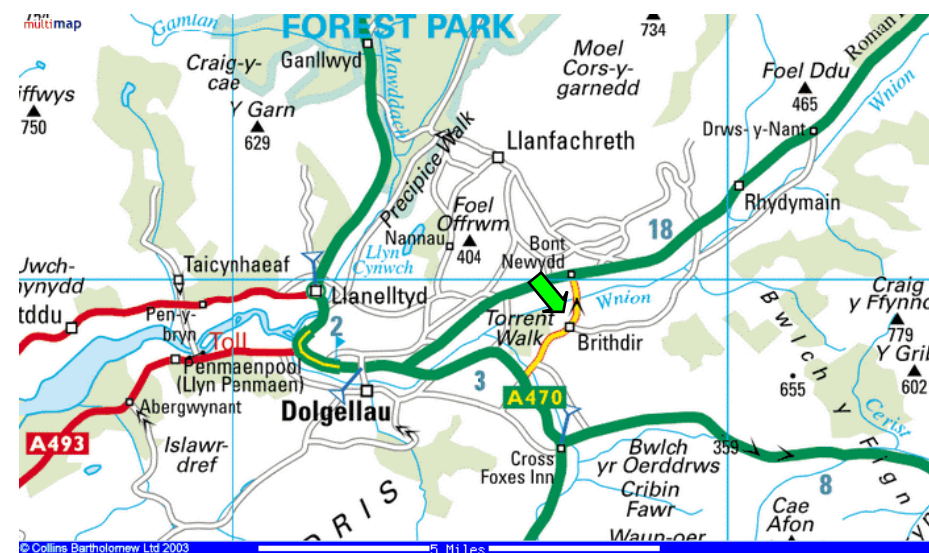 multimap
Gamlan
FOREST PARK
734
Craig-y-
cae
Ganllwyd
Mawddach
Moel
Cors-y-
garnedd
Roman
Foel Ddu
465
Wnion
750
Y Garn
629
Precipice Walk
Llanfachreth
Drws-y-Nant
Rhydymain
Foel
Offrwm
404
Nannau
Llyn
Cynwch
Bont
Newydd
18
Taicynhaeaf
Llanelltyd
Wnion
Craig
779
Pen-y-
bryn
Toll
2
Torrent
Walk
Brithdir
Bwlch y
655
602
Penmaenpool
(Llyn Penmaen)
3
A470
Abergwynant
Dolgellau
Cerist
A493
Islawr-
dref
Cross
Foxes Inn
Bwlch
yr Oerddrws
359
8
Cribin
Fawr
Cae
Afon
Waun-oer
© Collins Bartholomew Ltd 2003
5 Miles